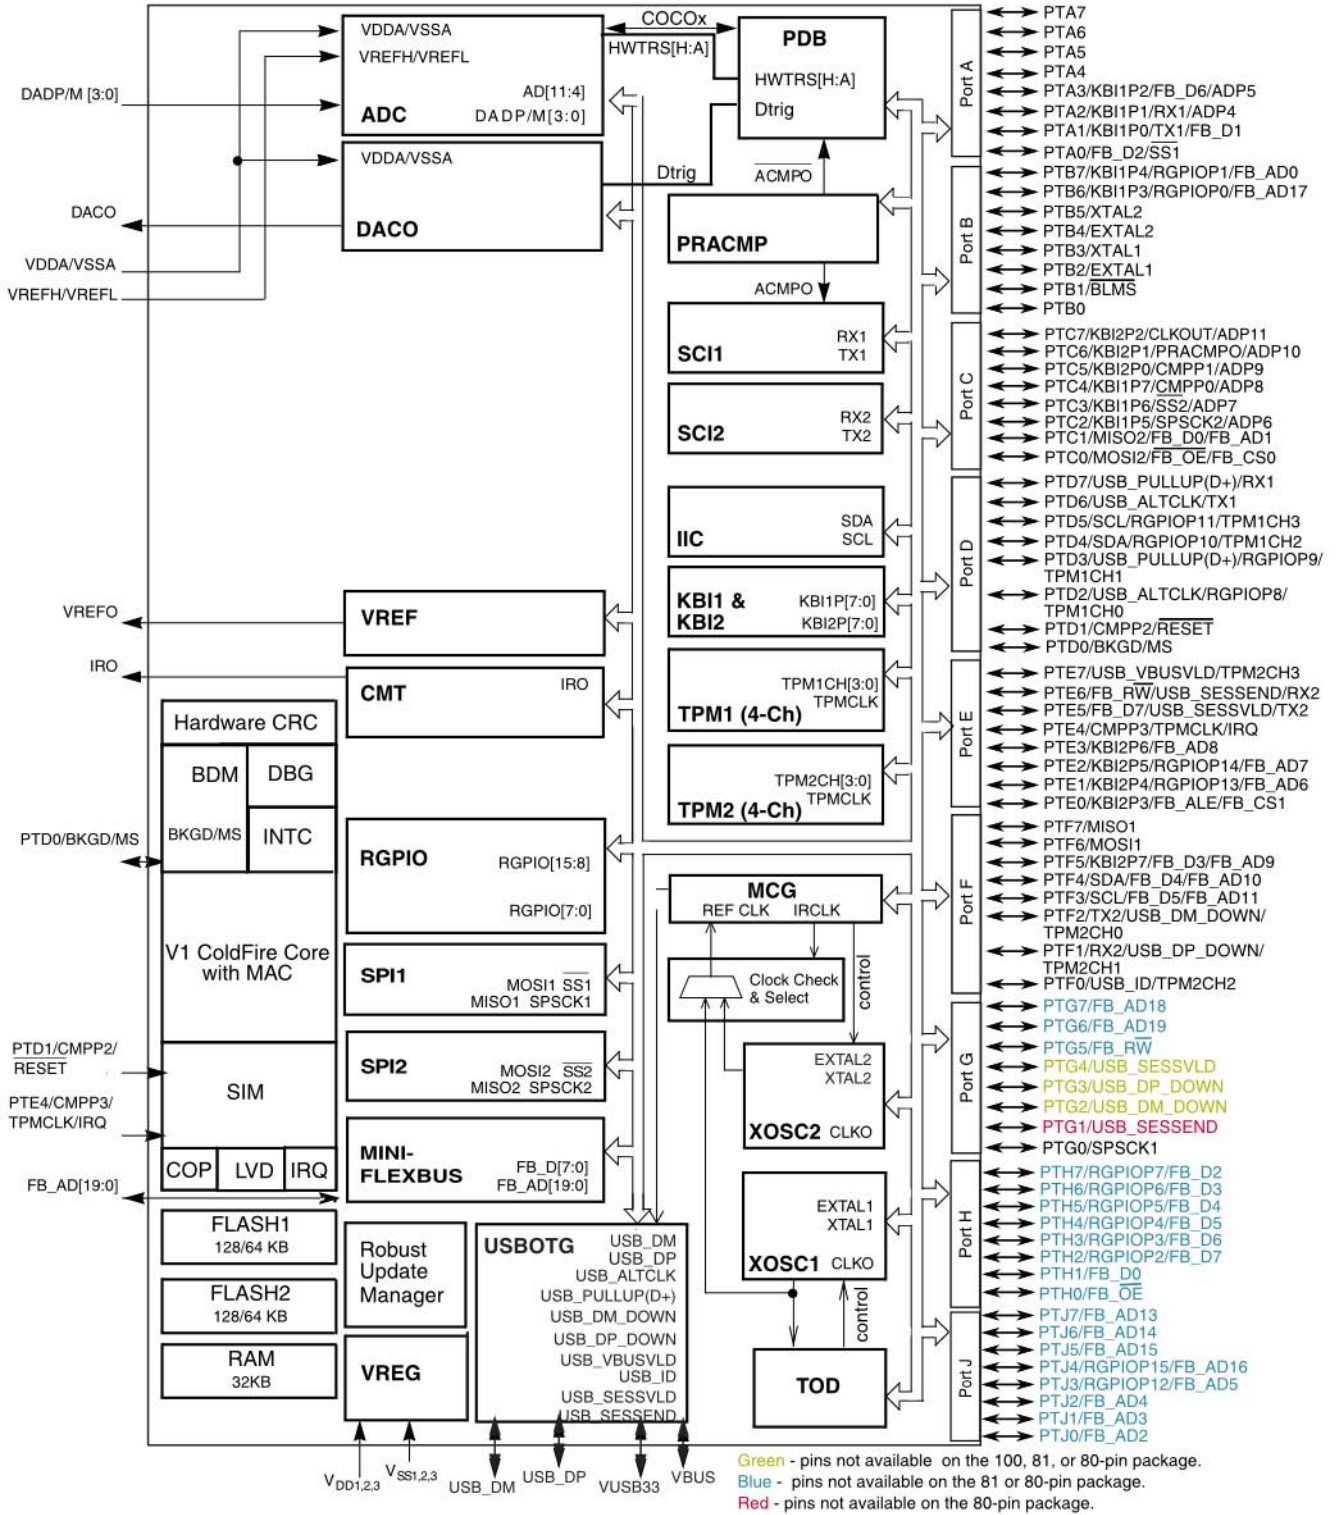 VDDA/VSSA
VREFH/VREFL
DADP/M [3:0]
AD[11:4]
DADP/M[3:0]
ADC
COCOx
HWTRS[H:A]
PDB
HWTRS[H:A]
Dtrig
VDDA/VSSA
DACO
Dtrig
ACMPO
DACO
VDDA/VSSA
VREFH/VREFL
PRACMP
ACMPO
RX1
SCI1
TX1
RX2
SCI2
TX2
SDA
IIC
SCL
KBI1 &
KBI2
KBI1P[7:0]
KBI2P[7:0]
TPM1CH[3:0]
TPMCLK
TPM1 (4-Ch)
TPM2CH[3:0]
TPMCLK
TPM2 (4-Ch)
VREFO
VREF
IRO
CMT
IRO
Hardware CRC
BDM
DBG
BKGD/MS
INTC
PTD0/BKGD/MS
V1 ColdFire Core
with MAC
PTD1/CMPP2/
RESET
PTE4/CMPP3/
TPMCLK/IRQ
SIM
COP
LVD
IRQ
FB_AD[19:0]
FLASH1
128/64 KB
FLASH2
128/64 KB
RAM
32KB
RGPIO
RGPIO[15:8]
RGPIO[7:0]
SPI1
MOSI1 SS1
MISO1 SPSCK1
SPI2
MOSI2 SS2
MISO2 SPSCK2
MINI-
FLEXBUS
FB_D[7:0]
FB_AD[19:0]
Robust
Update
Manager
VREG
VDD1,2,3
VSS1,2,3
USBOTG
USB_DM
USB_DP
USB_ALTCLK
USB_PULLUP(D+)
USB_DM_DOWN
USB_DP_DOWN
USB_VBUSVLD
USB_ID
USB_SESSVLD
USB_SESSEND
USB_DM
USB_DP
VUSB33
VBUS
MCG
REF CLK
IRCLK
Clock Check
& Select
control
EXTAL2
XTAL2
XOSC2
CLKO
EXTAL1
XTAL1
XOSC1
CLKO
control
TOD
Port A
PTA7
PTA6
PTA5
PTA4
PTA3/KBI1P2/FB_D6/ADP5
PTA2/KBI1P1/RX1/ADP4
PTA1/KBI1P0/TX1/FB_D1
PTA0/FB_D2/SS1
Port B
PTB7/KBI1P4/RGPIOP1/FB_AD0
PTB6/KBI1P3/RGPIOP0/FB_AD17
PTB5/XTAL2
PTB4/EXTAL2
PTB3/XTAL1
PTB2/EXTAL1
PTB1/BLMS
PTB0
Port C
PTC7/KBI2P2/CLKOUT/ADP11
PTC6/KBI2P1/PRACMPO/ADP10
PTC5/KBI2P0/CMPP1/ADP9
PTC4/KBI1P7/CMPP0/ADP8
PTC3/KBI1P6/SS2/ADP7
PTC2/KBI1P5/SPSCK2/ADP6
PTC1/MISO2/FB_D0/FB_AD1
PTC0/MOSI2/FB_OE/FB_CS0
Port D
PTD7/USB_PULLUP(D+)/RX1
PTD6/USB_ALTCLK/TX1
PTD5/SCL/RGPIOP11/TPM1CH3
PTD4/SDA/RGPIOP10/TPM1CH2
PTD3/USB_PULLUP(D+)/RGPIOP9/
TPM1CH1
PTD2/USB_ALTCLK/RGPIOP8/
TPM1CH0
PTD1/CMPP2/RESET
PTD0/BKGD/MS
Port E
PTE7/USB_VBUSVLD/TPM2CH3
PTE6/FB_RW/USB_SESSEND/RX2
PTE5/FB_D7/USB_SESSVLD/TX2
PTE4/CMPP3/TPMCLK/IRQ
PTE3/KBI2P6/FB_AD8
PTE2/KBI2P5/RGPIOP14/FB_AD7
PTE1/KBI2P4/RGPIOP13/FB_AD6
PTE0/KBI2P3/FB_ALE/FB_CS1
Port F
PTF7/MISO1
PTF6/MOSI1
PTF5/KBI2P7/FB_D3/FB_AD9
PTF4/SDA/FB_D4/FB_AD10
PTF3/SCL/FB_D5/FB_AD11
PTF2/TX2/USB_DM_DOWN/
TPM2CH0
PTF1/RX2/USB_DP_DOWN/
TPM2CH1
PTF0/USB_ID/TPM2CH2
Port G
PTG7/FB_AD18
PTG6/FB_AD19
PTG5/FB_RW
PTG4/USB_SESSVLD
PTG3/USB_DP_DOWN
PTG2/USB_DM_DOWN
PTG1/USB_SESSEND
PTG0/SPSCK1
Port H
PTH7/RGPIOP7/FB_D2
PTH6/RGPIOP6/FB_D3
PTH5/RGPIOP5/FB_D4
PTH4/RGPIOP4/FB_D5
PTH3/RGPIOP3/FB_D6
PTH2/RGPIOP2/FB_D7
PTH1/FB_D0
PTH0/FB_OE
Port J
PTJ7/FB_AD13
PTJ6/FB_AD14
PTJ5/FB_AD15
PTJ4/RGPIOP15/FB_AD16
PTJ3/RGPIOP12/FB_AD5
PTJ2/FB_AD4
PTJ1/FB_AD3
PTJ0/FB_AD2
Green - pins not available on the 100, 81, or 80-pin package.
Blue - pins not available on the 81 or 80-pin package.
Red - pins not available on the 80-pin package.